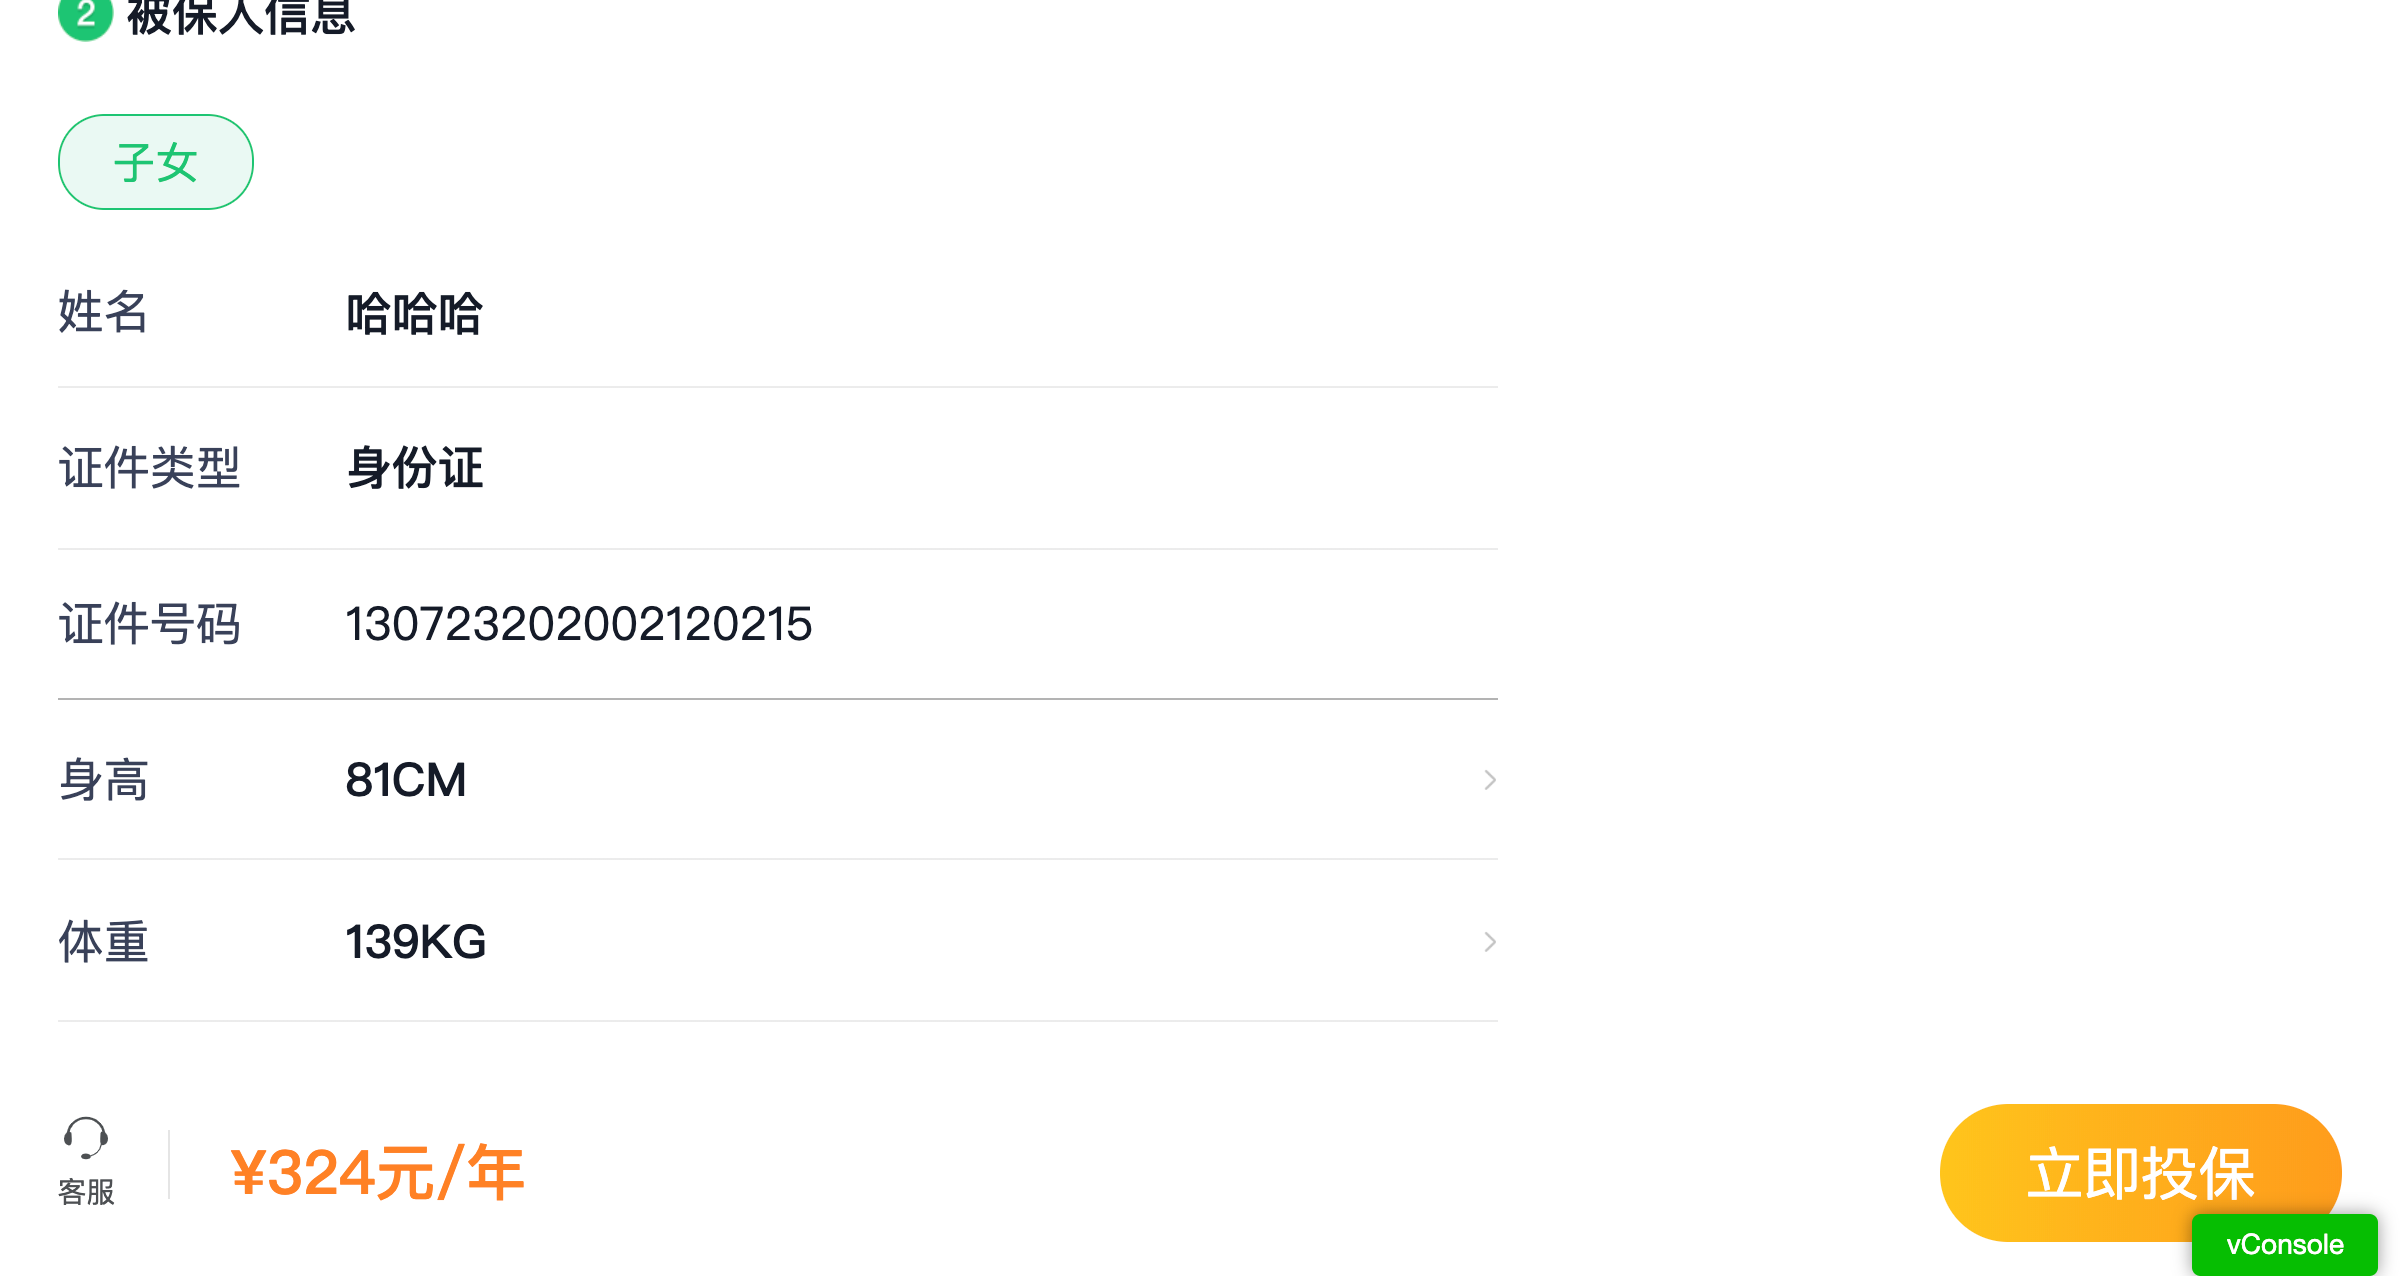 2 被保人信息
子女
姓名 哈哈哈
证件类型 身份证
证件号码 130723202002120215
身高 81CM
体重 139KG
客服
¥324元/年
立即投保
vConsole